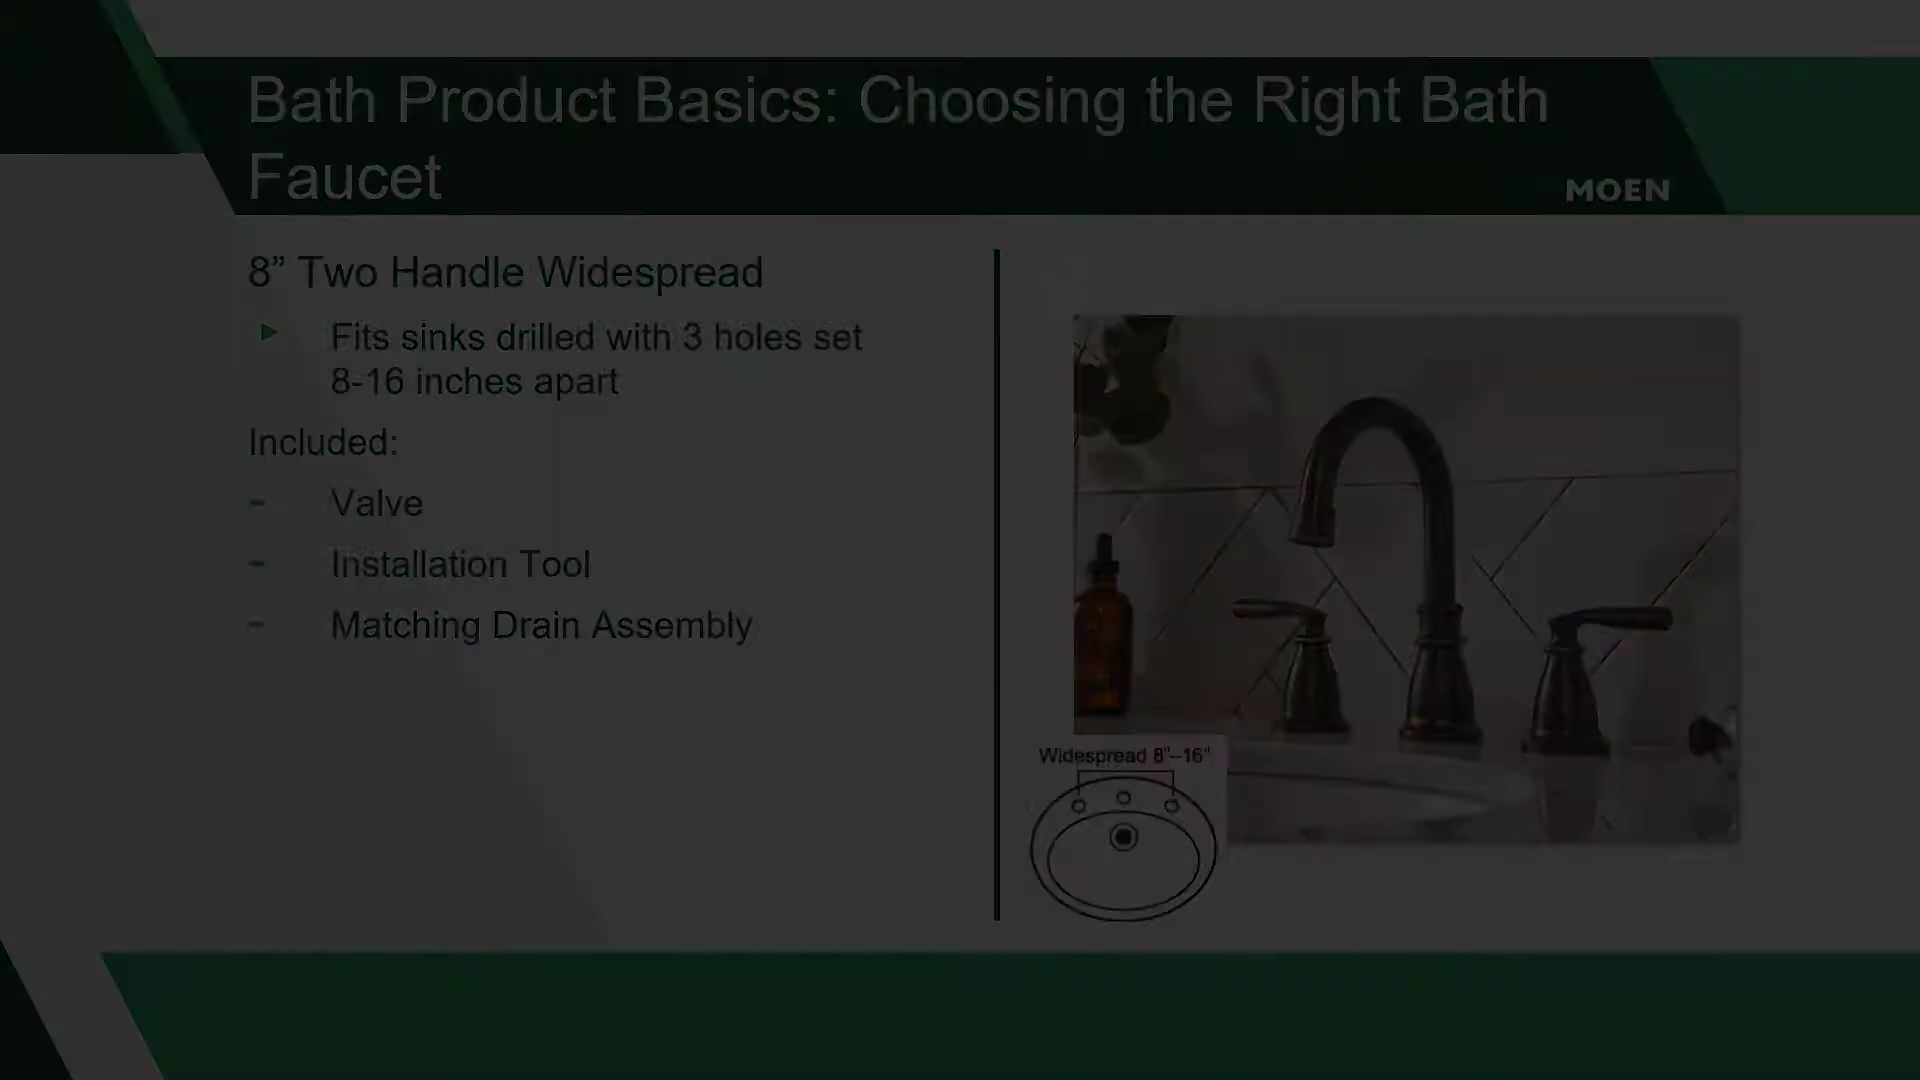 Bath Product Basics: Choosing the Right Bath
Faucet
MOEN
8” Two Handle Widespread
Fits sinks drilled with 3 holes set
8-16 inches apart
Included:
- Valve
- Installation Tool
- Matching Drain Assembly
Widespread 8"–16"